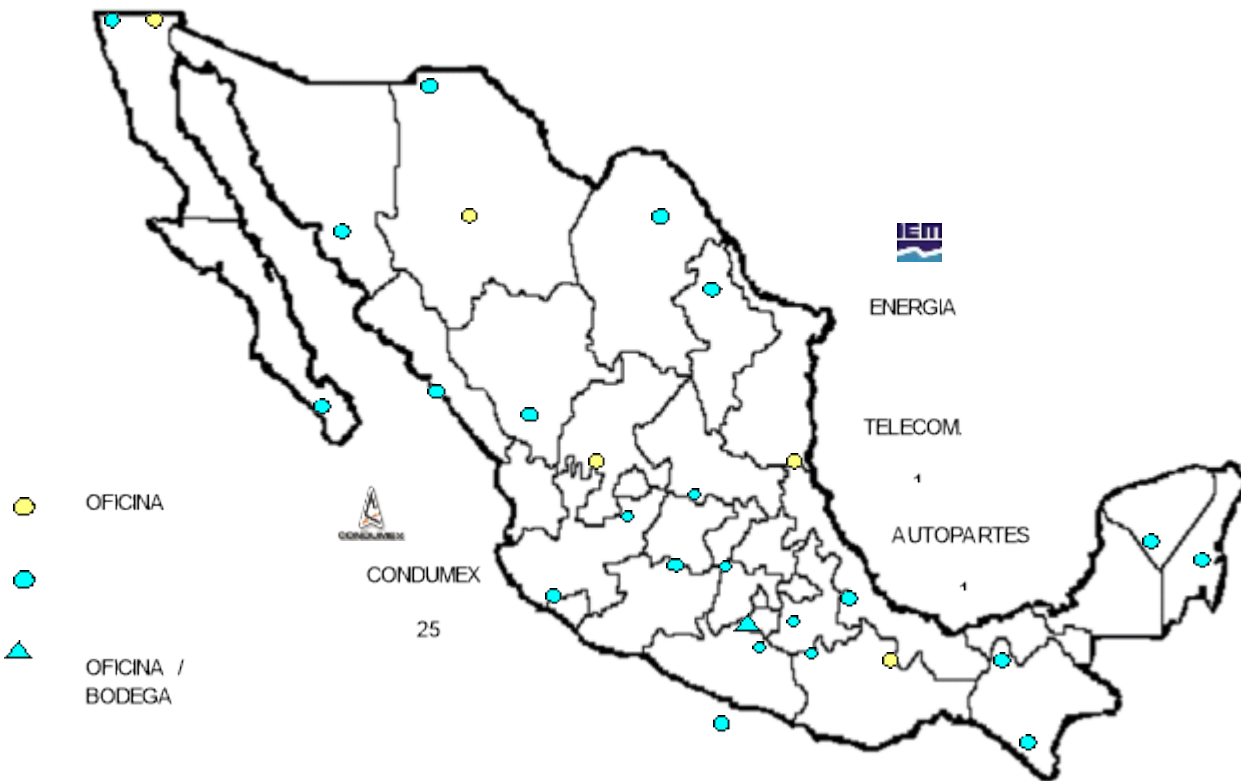 IEM
ENERGIA
TELECOM.
1
AUTOPARTES
1
OFICINA
CONDUMEX
CONDUMEX
25
OFICINA /
BODEGA